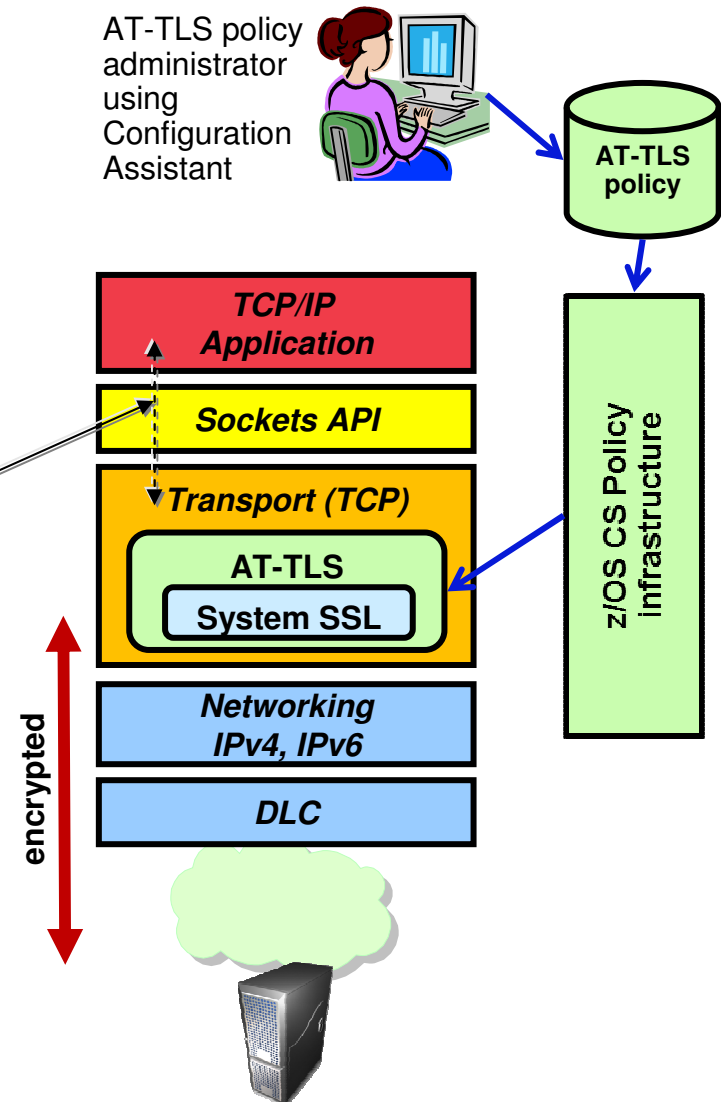 AT-TLS policy
administrator
using
Configuration
Assistant
AT-TLS
policy
TCP/IP
Application
Sockets API
Transport (TCP)
AT-TLS
System SSL
z/OS CS Policy
infrastructure
Networking
IPv4, IPv6
DLC
encrypted